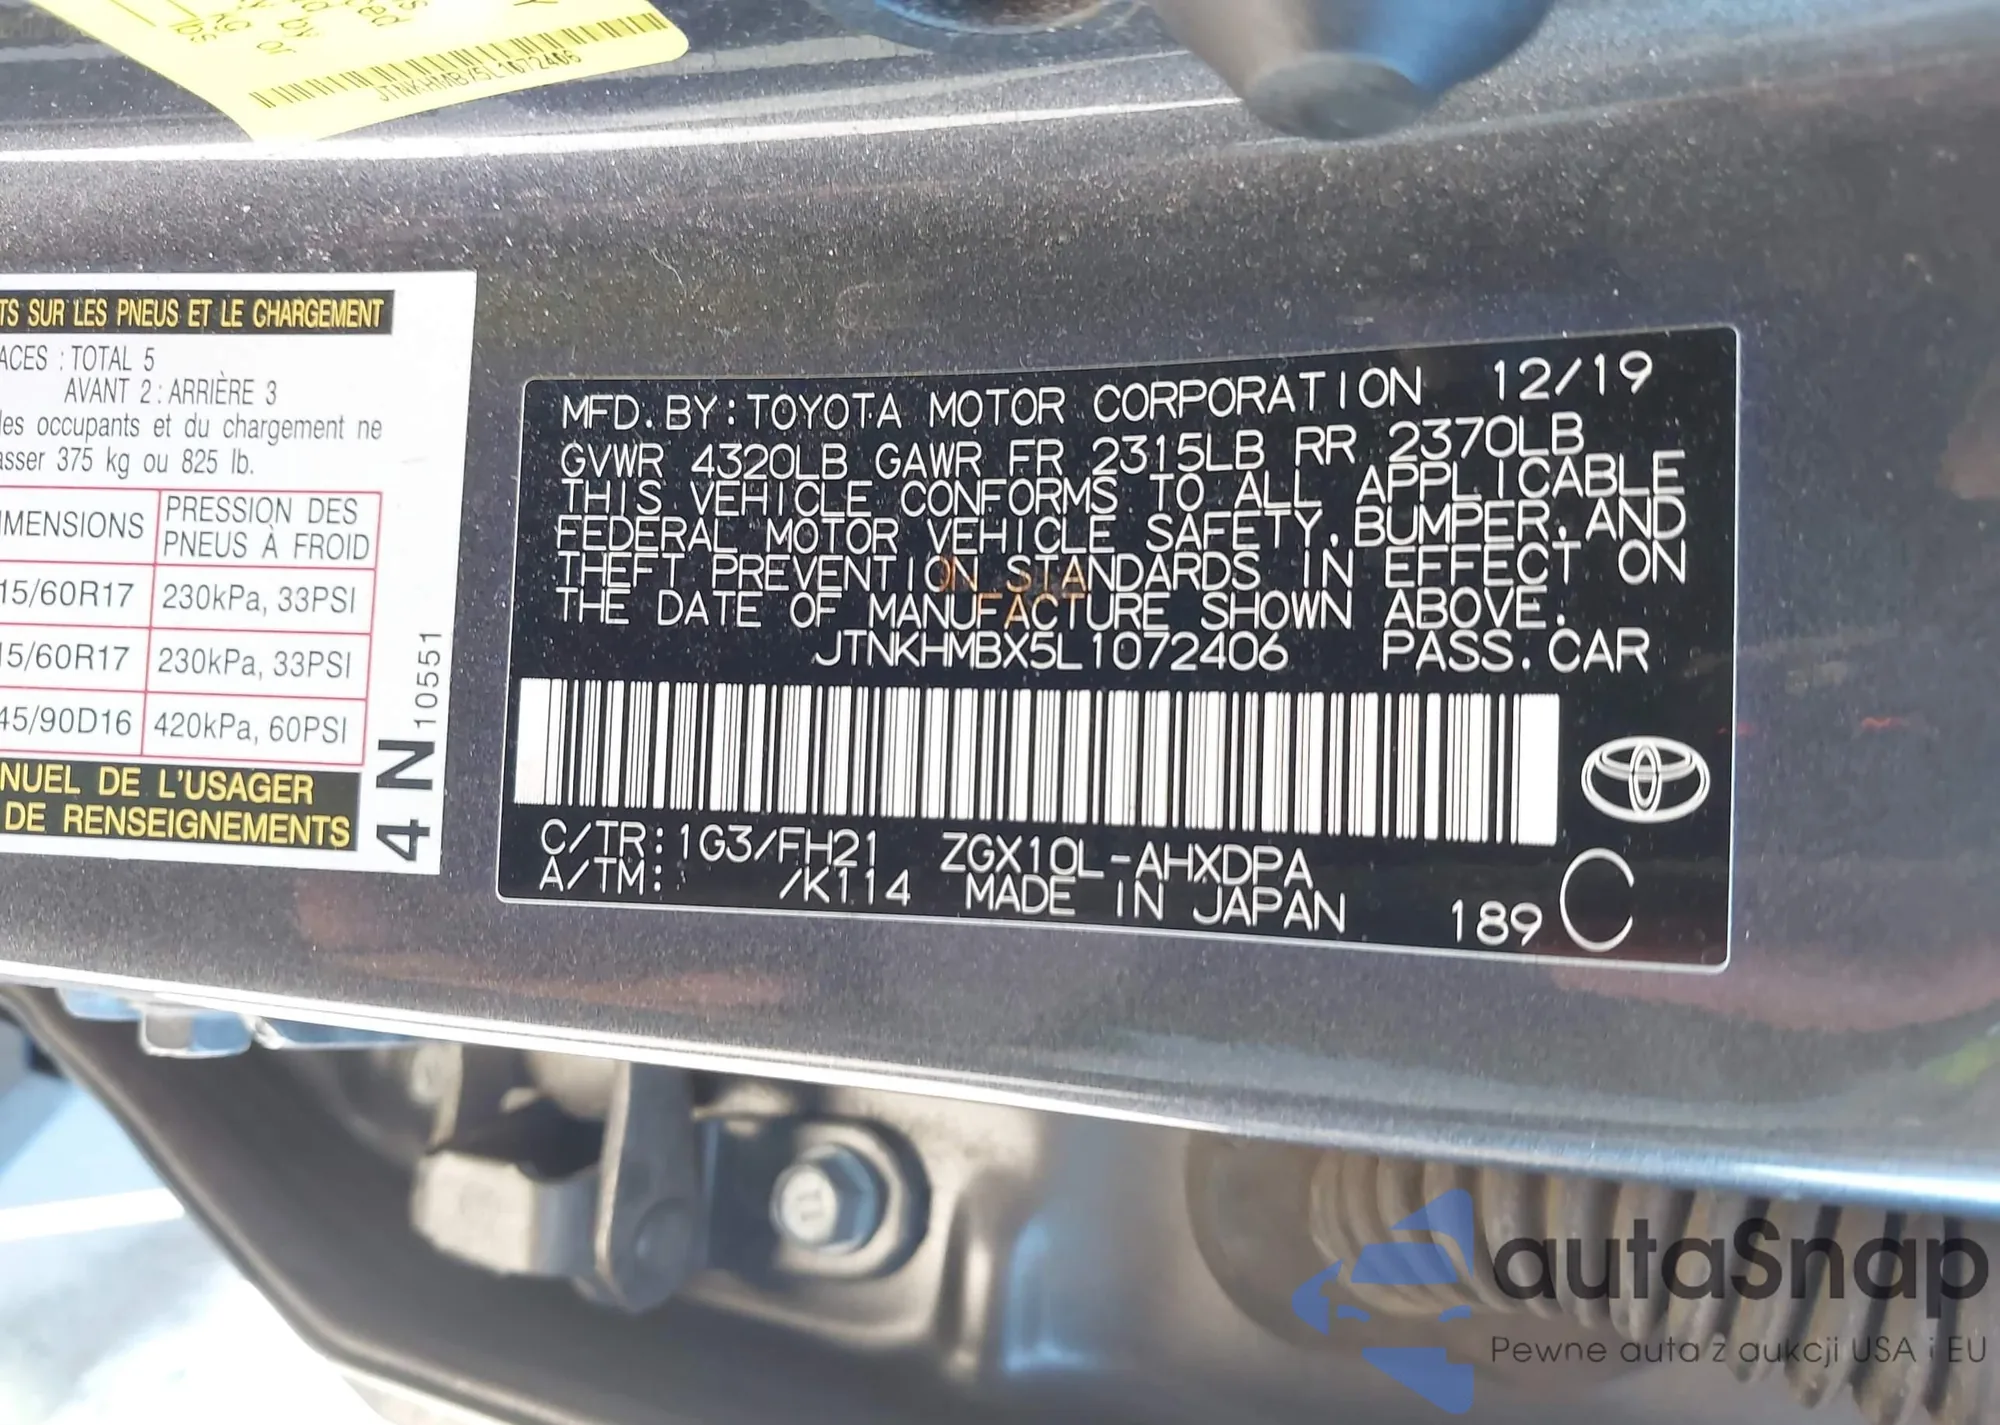 JTNKHMBX5L1072406
TS SUR LES PNEUS ET LE CHARGEMENT
ACES : TOTAL 5
AVANT 2 : ARRIÈRE 3
les occupants et du chargement ne
asser 375 kg ou 825 lb.
IMENSIONS
PRESSION DES
PNEUS À FROID
15/60R17 230kPa, 33PSI
15/60R17 230kPa, 33PSI
45/90D16 420kPa, 60PSI
NUEL DE L'USAGER
DE RENSEIGNEMENTS
4N 10551
MFD. BY: TOYOTA MOTOR CORPORATION 12/19
GVWR 4320LB GAWR FR 2315LB RR 2370LB
THIS VEHICLE CONFORMS TO ALL APPLICABLE
FEDERAL MOTOR VEHICLE SAFETY, BUMPER, AND
THEFT PREVENTION STANDARDS IN EFFECT ON
THE DATE OF MANUFACTURE SHOWN ABOVE.
JTNKHMBX5L1072406 PASS. CAR
C/TR: 1G3/FH21 ZGX10L-AHXDPA
A/TM: /K114 MADE IN JAPAN 189 C
autaSnap
Pewne auta z aukcji USA i EU